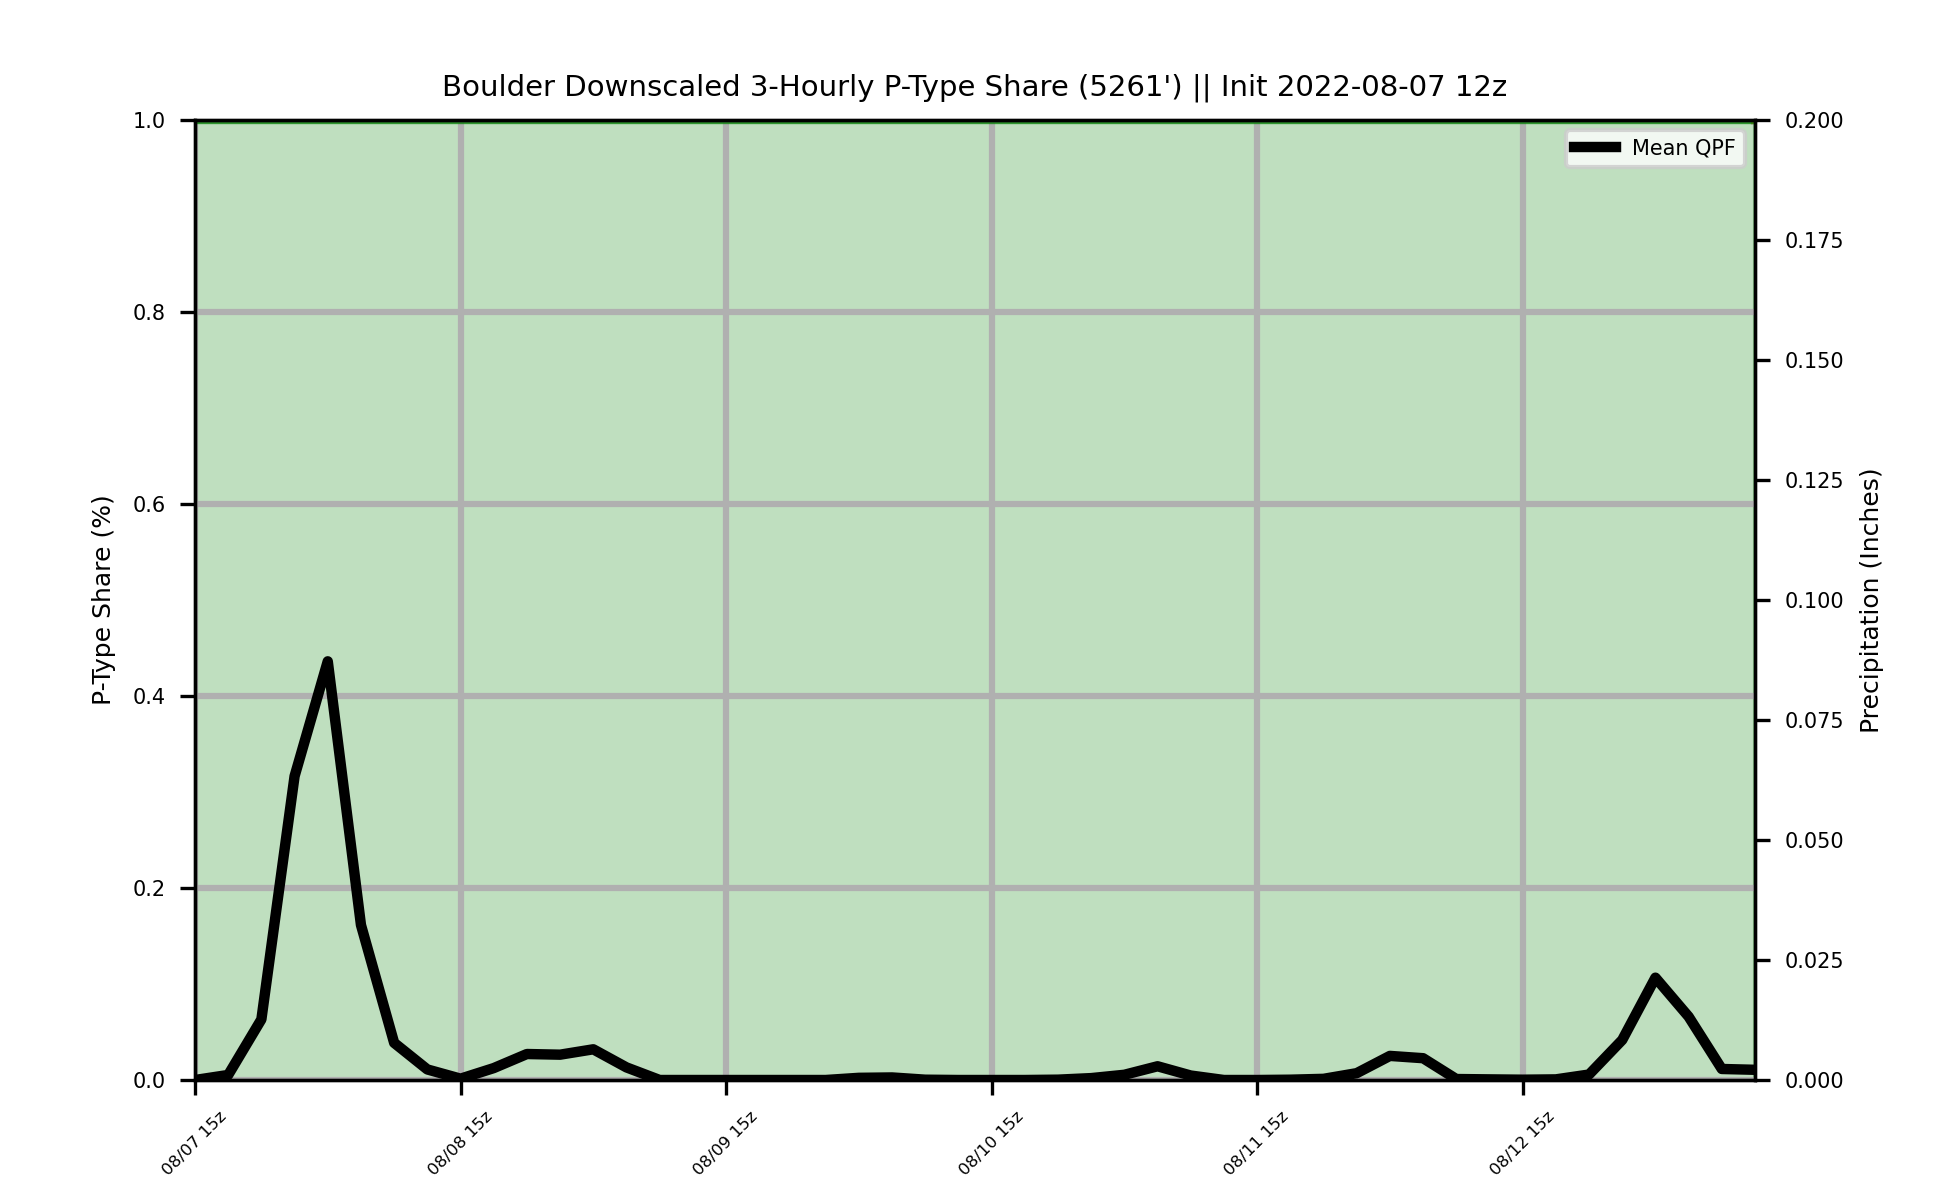 Boulder Downscaled 3-Hourly P-Type Share (5261') || Init 2022-08-07 12z
Mean QPF
P-Type Share (%)
1.0
0.8
0.6
0.4
0.2
0.0
0.200
0.175
0.150
0.125
0.100
0.075
0.050
0.025
0.000
Precipitation (Inches)
08/07 15z
08/08 15z
08/09 15z
08/10 15z
08/11 15z
08/12 15z